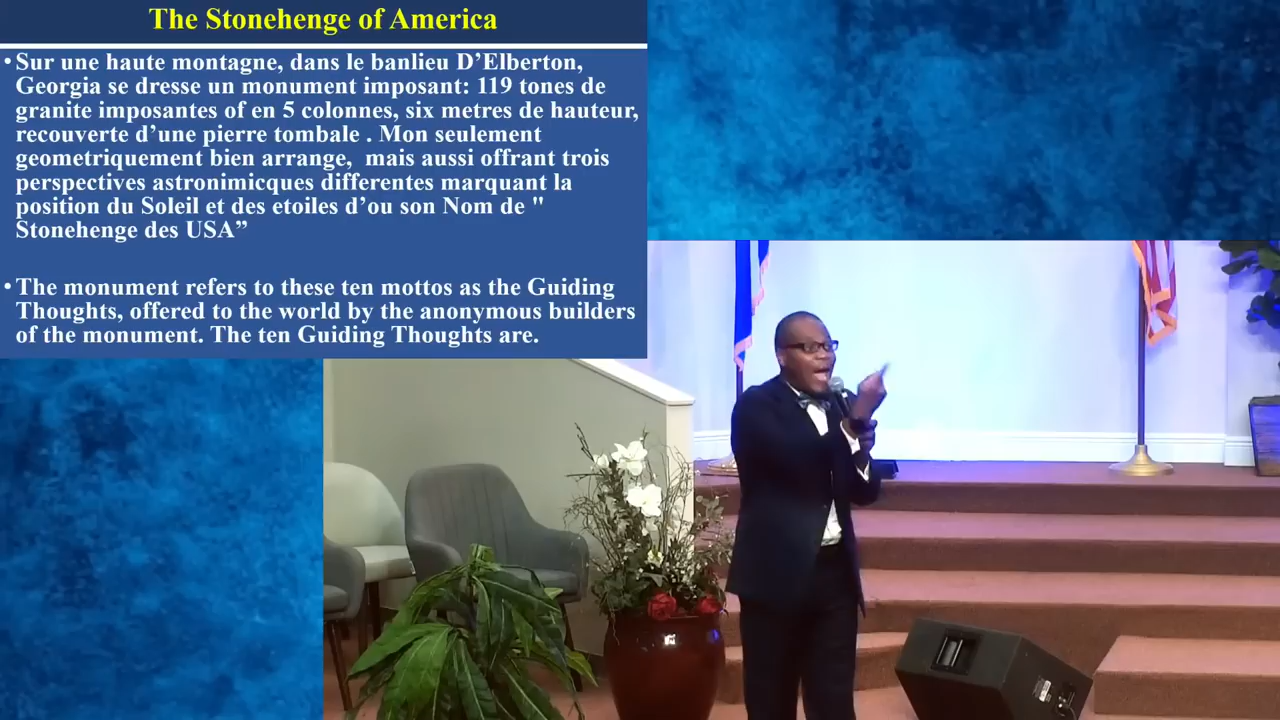 The Stonehenge of America
•Sur une haute montagne, dans le banlieu D’Elberton,
Georgia se dresse un monument imposant: 119 tones de
granite imposantes of en 5 colonnes, six metres de hauteur,
recouverte d’une pierre tombale . Mon seulement
geometriquement bien arrange,  mais aussi offrant trois
perspectives astronimicques differentes marquant la
position du Soleil et des etoiles d’ou son Nom de "
Stonehenge des USA”
•The monument refers to these ten mottos as the Guiding
Thoughts, offered to the world by the anonymous builders
of the monument. The ten Guiding Thoughts are.